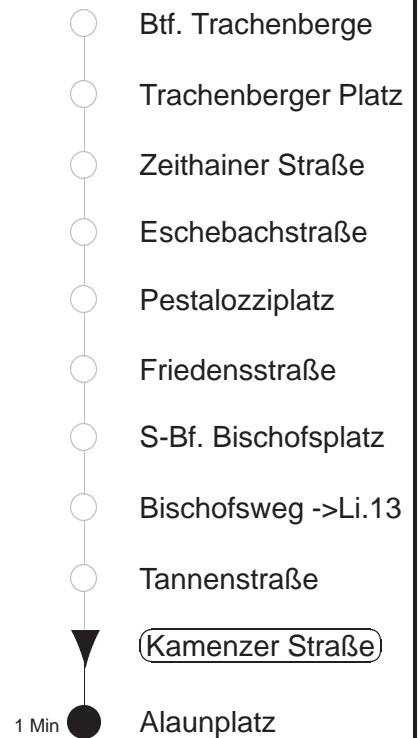 Btf. Trachenberge
Trachenberger Platz
Zeithainer Straße
Eschebachstraße
Pestalozziplatz
Friedensstraße
S-Bf. Bischofsplatz
Bischofsweg ->Li.13
Tannenstraße
Kamenzer Straße
1 Min Alaunplatz